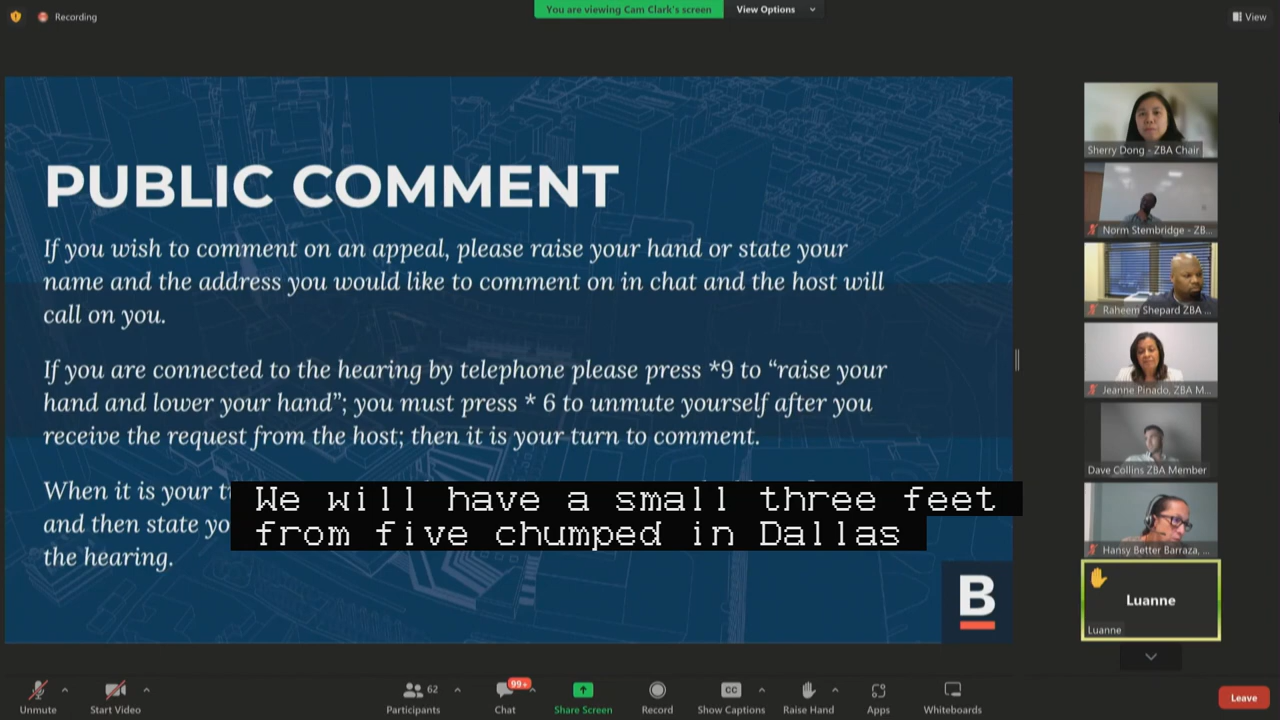 Recording
You are viewing Cam Clark's screen
View Options
View
PUBLIC COMMENT
If you wish to comment on an appeal, please raise your hand or state your
name and the address you would like to comment on in chat and the host will
call on you.
If you are connected to the hearing by telephone please press *9 to “raise your
hand and lower your hand”; you must press * 6 to unmute yourself after you
receive the request from the host; then it is your turn to comment.
When it is your
and then state
the hearing.
We will have a small three feet
from five chumped in Dallas
B
Sherry Dong - ZBA Chair
Norm Stembridge - ZB...
Raheem Shepard ZBA ...
Jeanne Pinado, ZBA M...
Dave Collins ZBA Member
Hansy Better Barraza, ...
Luanne
Luanne
Unmute
Start Video
62
Participants
99+
Chat
Share Screen
Record
CC
Show Captions
Raise Hand
Apps
Whiteboards
Leave